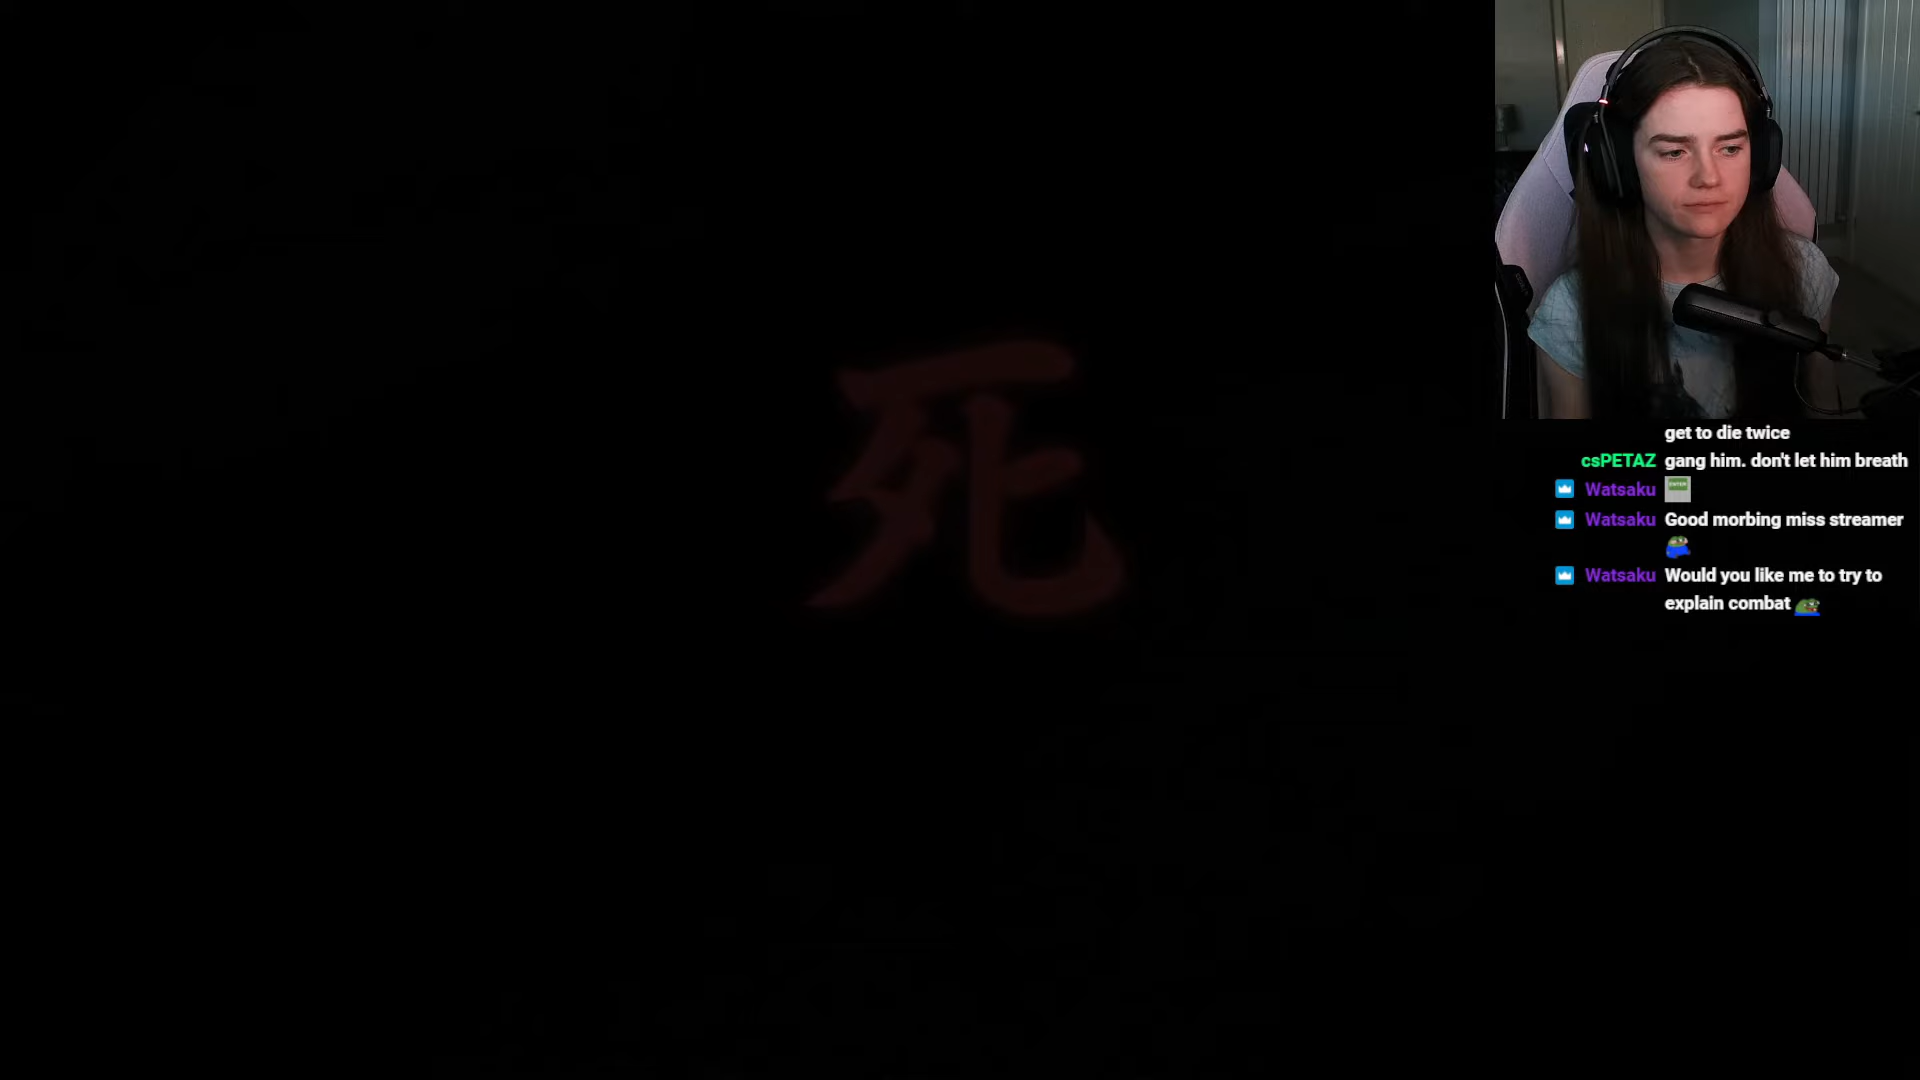 死
get to die twice
csPETAZ gang him. don't let him breath
Watsaku
Watsaku Good morbing miss streamer
Watsaku Would you like me to try to
explain combat